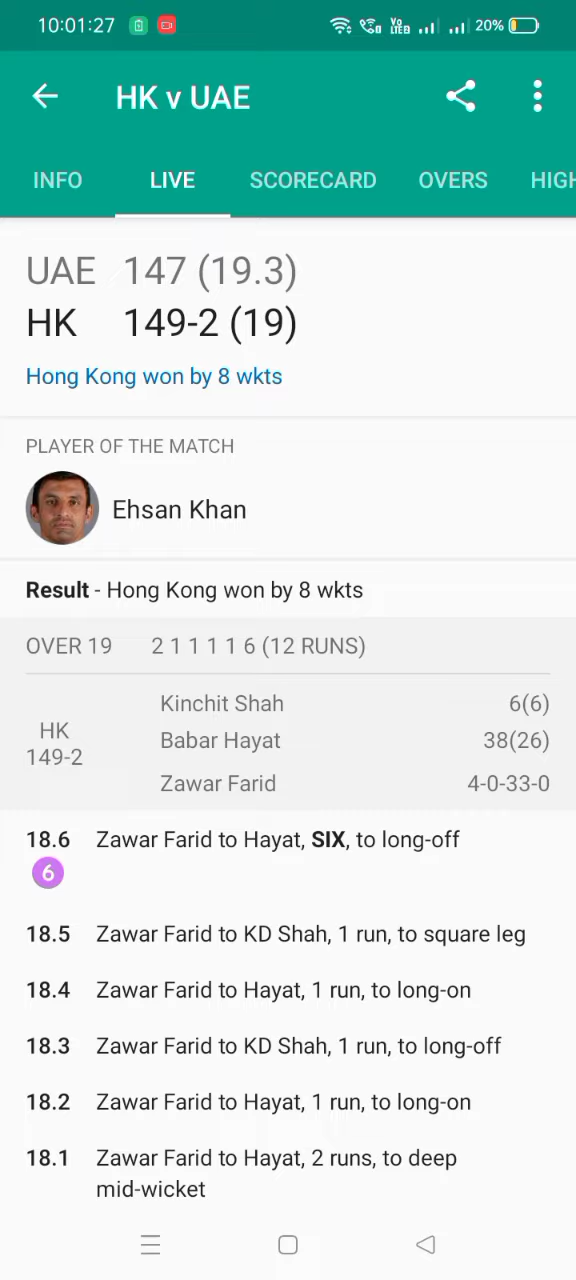 10:01:27 Vo LTE2 20%
HK v UAE
INFO LIVE SCORECARD OVERS HIGH
UAE 147 (19.3)
HK 149-2 (19)
Hong Kong won by 8 wkts
PLAYER OF THE MATCH
Ehsan Khan
Result - Hong Kong won by 8 wkts
OVER 19 2 1 1 1 1 6 (12 RUNS)
Kinchit Shah 6(6)
HK
149-2
Babar Hayat 38(26)
Zawar Farid 4-0-33-0
18.6 Zawar Farid to Hayat, SIX, to long-off
6
18.5 Zawar Farid to KD Shah, 1 run, to square leg
18.4 Zawar Farid to Hayat, 1 run, to long-on
18.3 Zawar Farid to KD Shah, 1 run, to long-off
18.2 Zawar Farid to Hayat, 1 run, to long-on
18.1 Zawar Farid to Hayat, 2 runs, to deep
mid-wicket